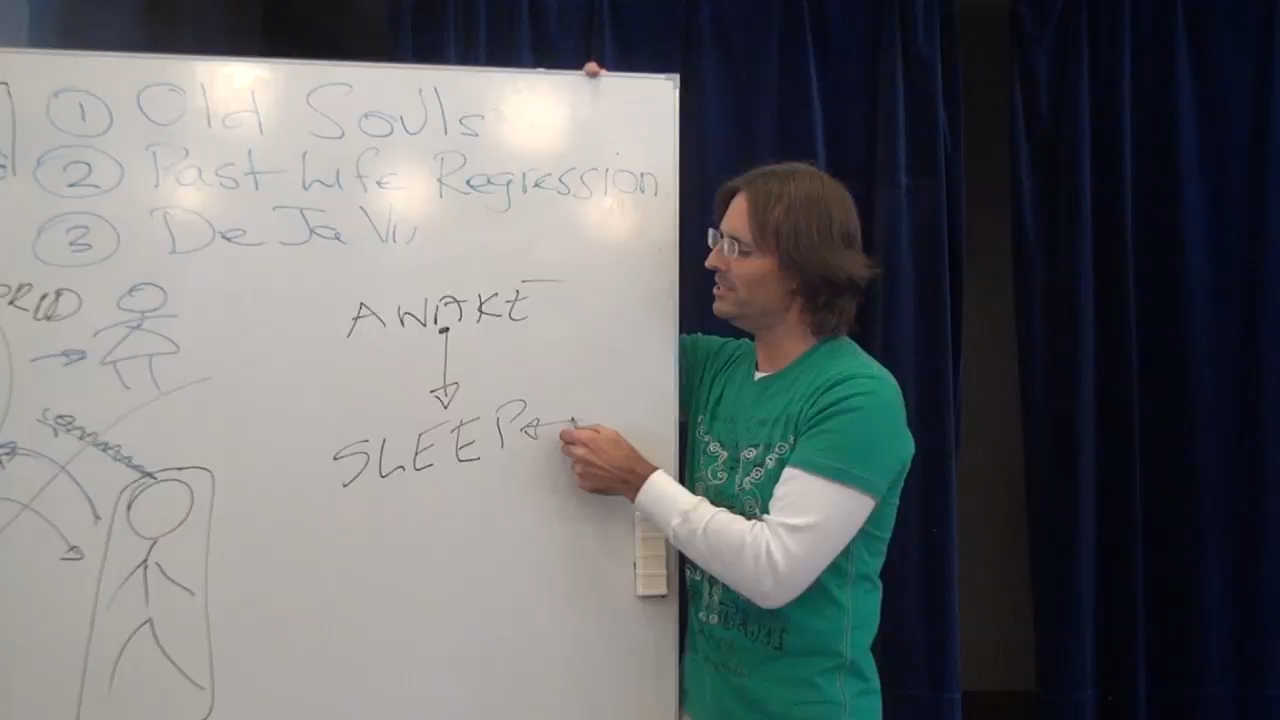 1 Old Souls
2 Past Life Regression
3 De Ja Vu
AWAKE
SLEEP